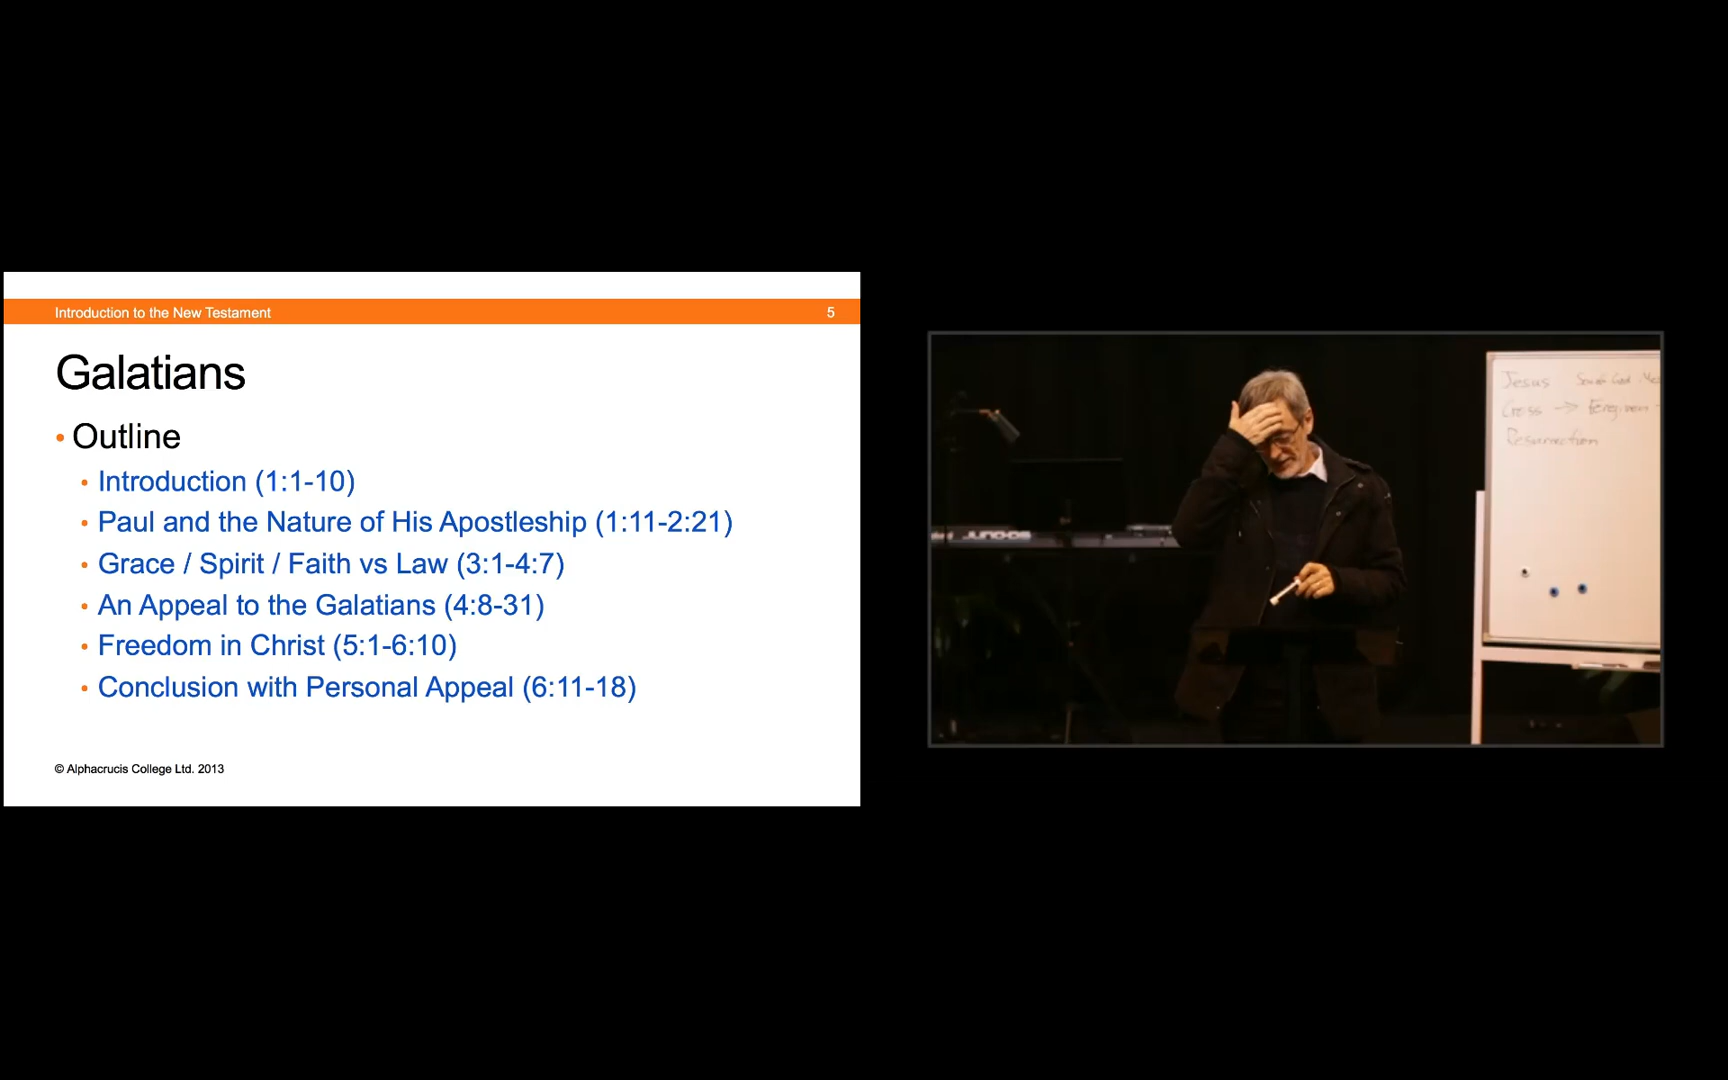 Introduction to the New Testament 5
Galatians
• Outline
• Introduction (1:1-10)
• Paul and the Nature of His Apostleship (1:11-2:21)
• Grace / Spirit / Faith vs Law (3:1-4:7)
• An Appeal to the Galatians (4:8-31)
• Freedom in Christ (5:1-6:10)
• Conclusion with Personal Appeal (6:11-18)
© Alphacrucis College Ltd. 2013
JUNO-DS
Jesus
Cross →
Resurrection